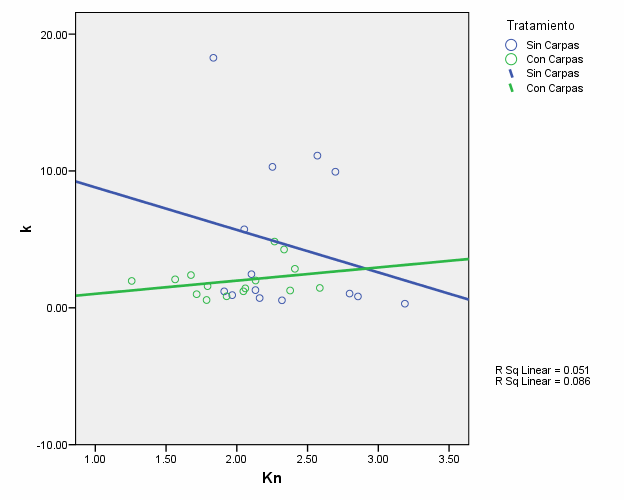 Tratamiento
Sin Carpas
Con Carpas
Sin Carpas
Con Carpas
20.00
10.00
0.00
-10.00
k
1.00 1.50 2.00 2.50 3.00 3.50
Kn
R Sq Linear = 0.051
R Sq Linear = 0.086